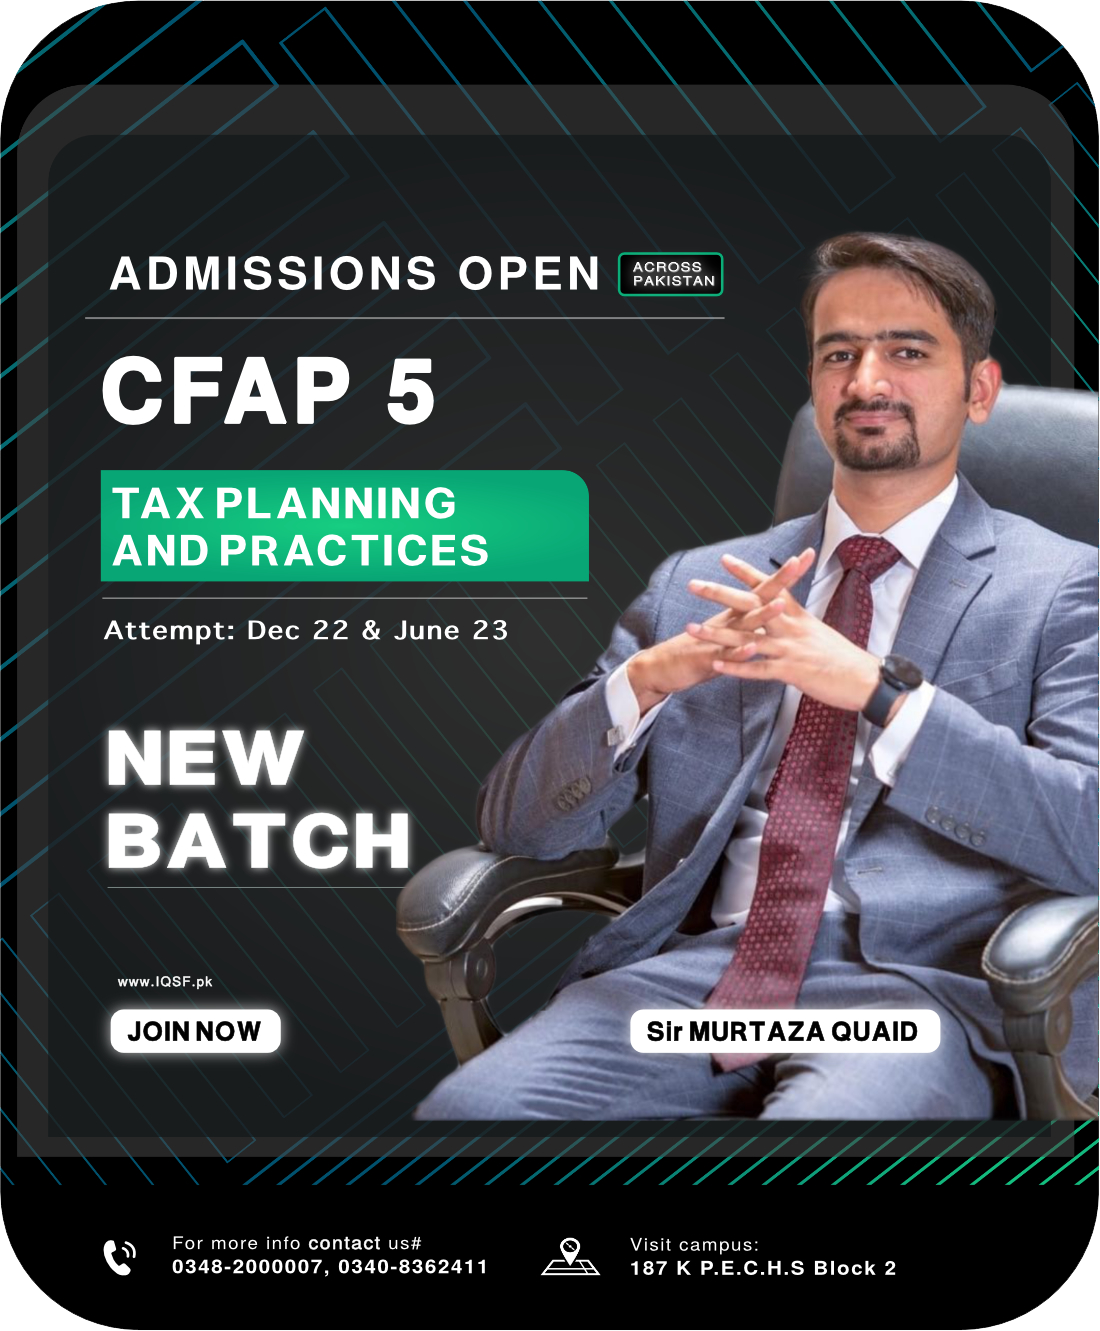 ADMISSIONS OPEN
ACROSS
PAKISTAN
CFAP 5
TAX PLANNING
AND PRACTICES
Attempt: Dec 22 & June 23
NEW
BATCH
www.IQSF.pk
JOIN NOW
Sir MURTAZA QUAID
For more info contact us#
0348-2000007, 0340-8362411
Visit campus:
187 K P.E.C.H.S Block 2